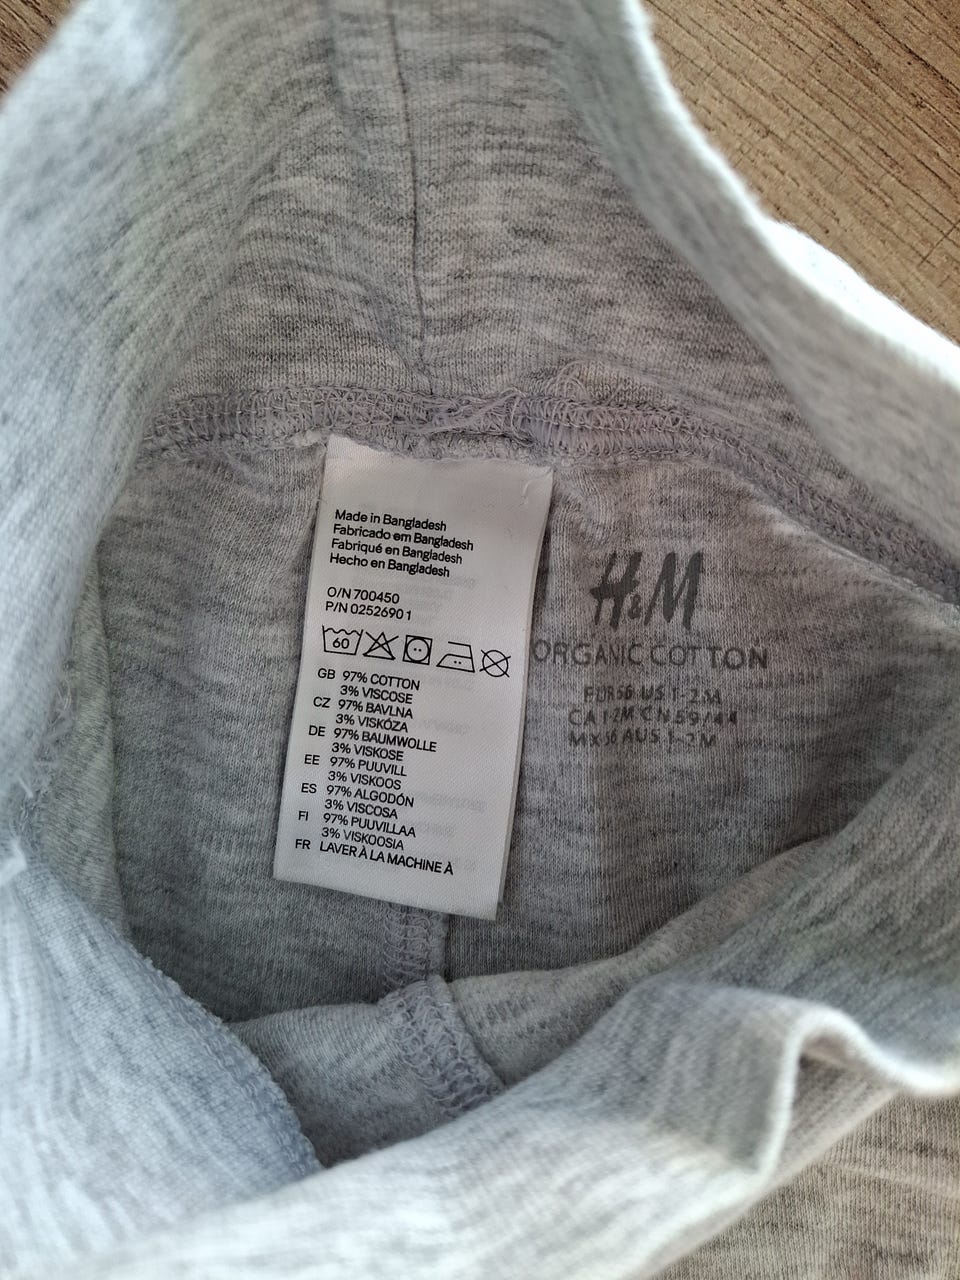 Made in Bangladesh
Fabricado em Bangladesh
Fabriqué en Bangladesh
Hecho en Bangladesh
O/N 700450
P/N 02526901
60
GB 97% COTTON
3% VISCOSE
CZ 97% BAVLNA
3% VISKÓZA
DE 97% BAUMWOLLE
3% VISKOSE
EE 97% PUUVILL
3% VISKOOS
ES 97% ALGODÓN
3% VISCOSA
FI 97% PUUVILLAA
3% VISKOOSIA
FR LAVER À LA MACHINE À
H&M
ORGANIC COTTON
EUR 56 US 1-2M
CA 1-2M CN 59/44
MX 56 AUS 1-2M